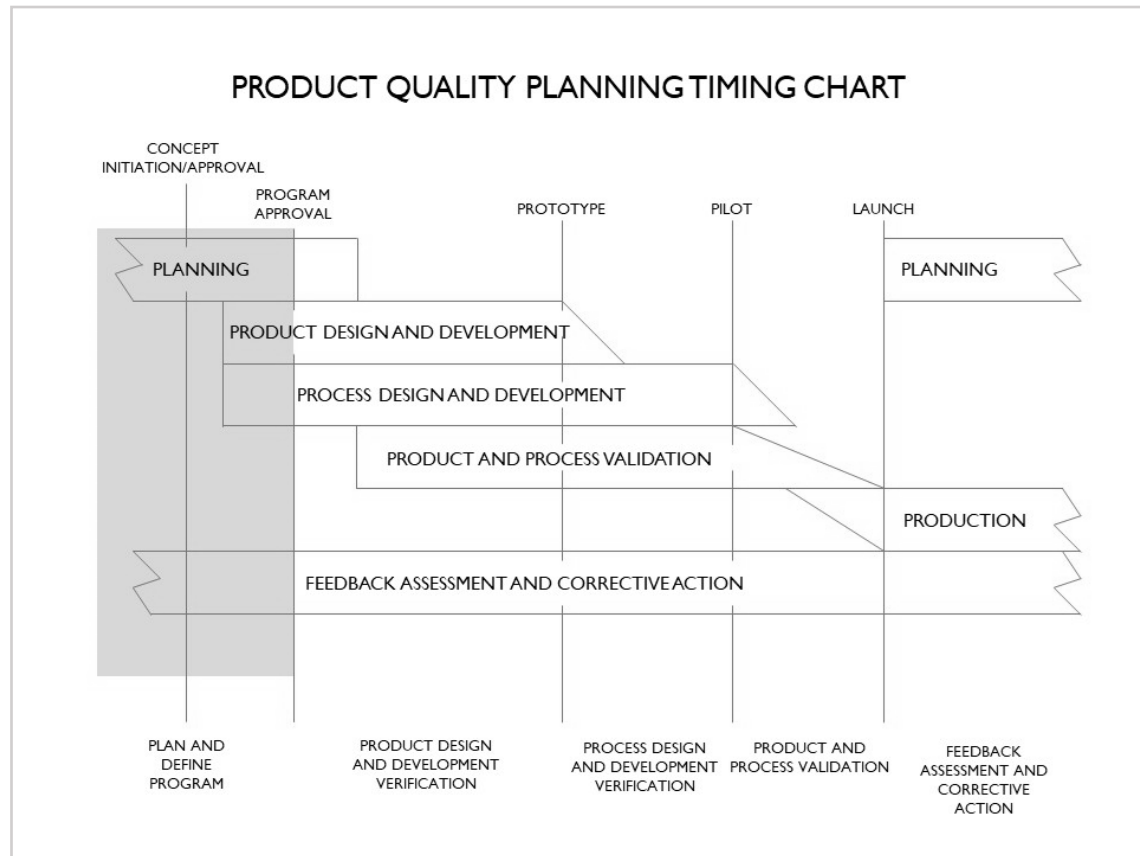 PRODUCT QUALITY PLANNING TIMING CHART
CONCEPT
INITIATION/APPROVAL
PROGRAM
APPROVAL
PROTOTYPE
PILOT
LAUNCH
PLANNING
PLANNING
PRODUCT DESIGN AND DEVELOPMENT
PROCESS DESIGN AND DEVELOPMENT
PRODUCT AND PROCESS VALIDATION
PRODUCTION
FEEDBACK ASSESSMENT AND CORRECTIVE ACTION
PLAN AND
DEFINE
PROGRAM
PRODUCT DESIGN
AND DEVELOPMENT
VERIFICATION
PROCESS DESIGN
AND DEVELOPMENT
VERIFICATION
PRODUCT AND
PROCESS VALIDATION
FEEDBACK
ASSESSMENT AND
CORRECTIVE
ACTION